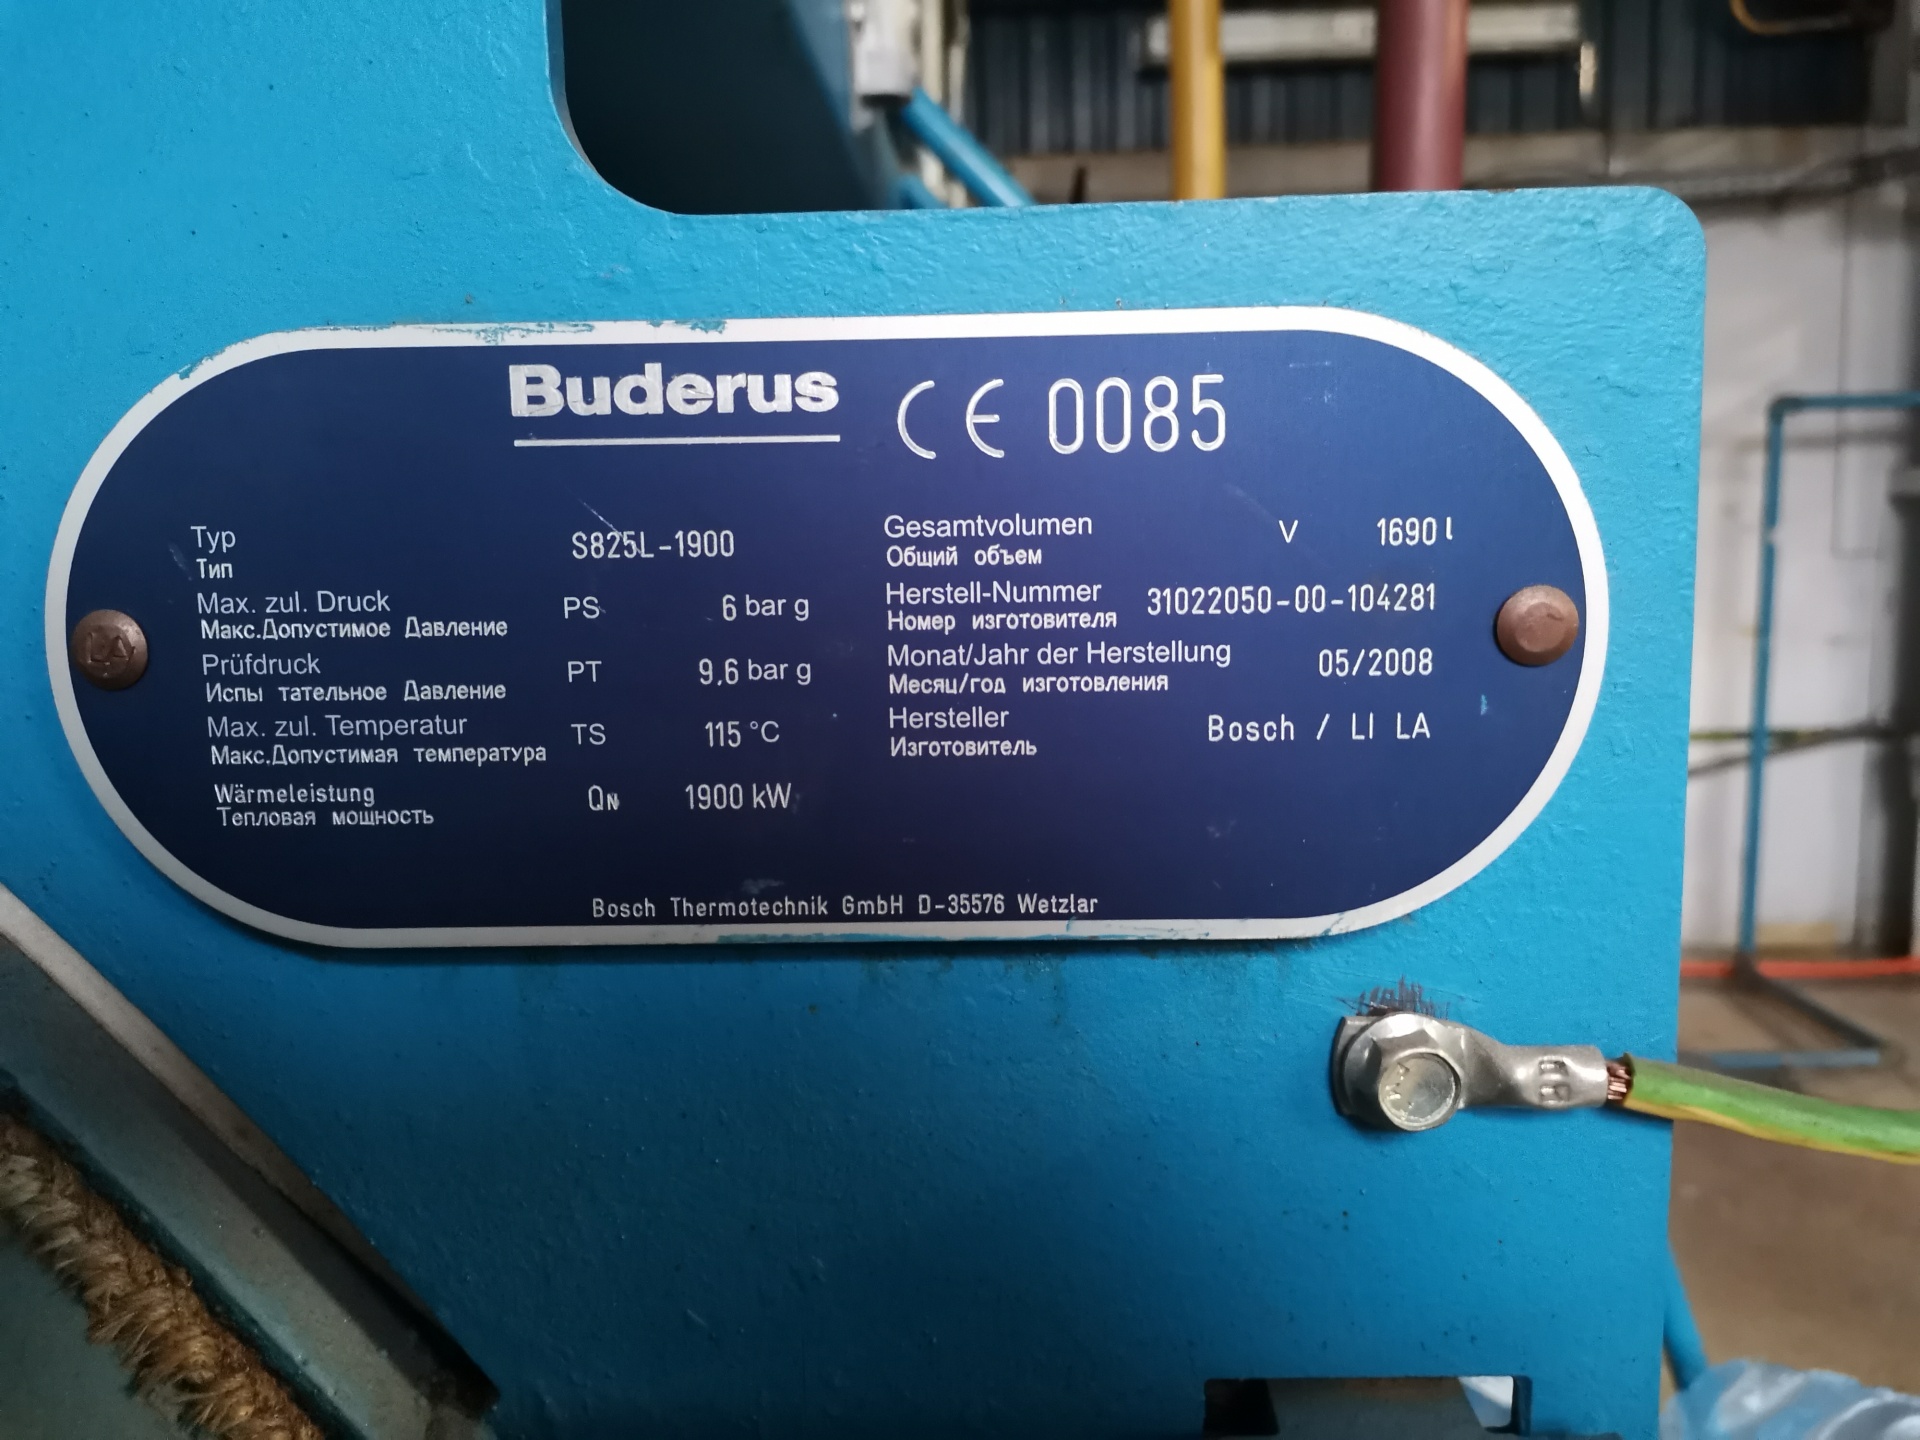 Buderus CE 0085
Typ S825L-1900
Тип
Max. zul. Druck PS 6 bar g
Макс.Допустимое Давление
Prüfdruck PT 9,6 bar g
Испы тательное Давление
Max. zul. Temperatur TS 115 °C
Макс.Допустимая температура
Wärmeleistung QN 1900 kW
Тепловая мощность
Gesamtvolumen V 1690 l
Общий объем
Herstell-Nummer 31022050-00-104281
Номер изготовителя
Monat/Jahr der Herstellung 05/2008
Месяц/год изготовления
Hersteller Bosch / LI LA
Изготовитель
Bosch Thermotechnik GmbH D-35576 Wetzlar
LA